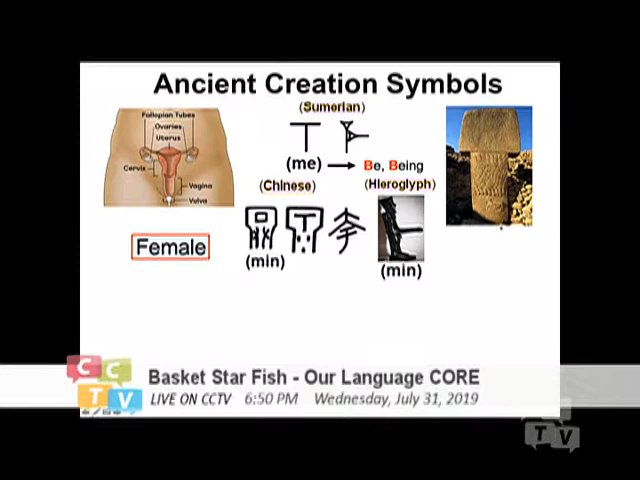 Ancient Creation Symbols
(Sumerian)
Fallopian Tubes
Ovaries
Uterus
Cervix
Vagina
Vulva
(me)
Be, Being
(Chinese)
(Hieroglyph)
Female
(min)
(min)
CCTV
Basket Star Fish - Our Language CORE
LIVE ON CCTV 6:50 PM Wednesday, July 31, 2019
TV